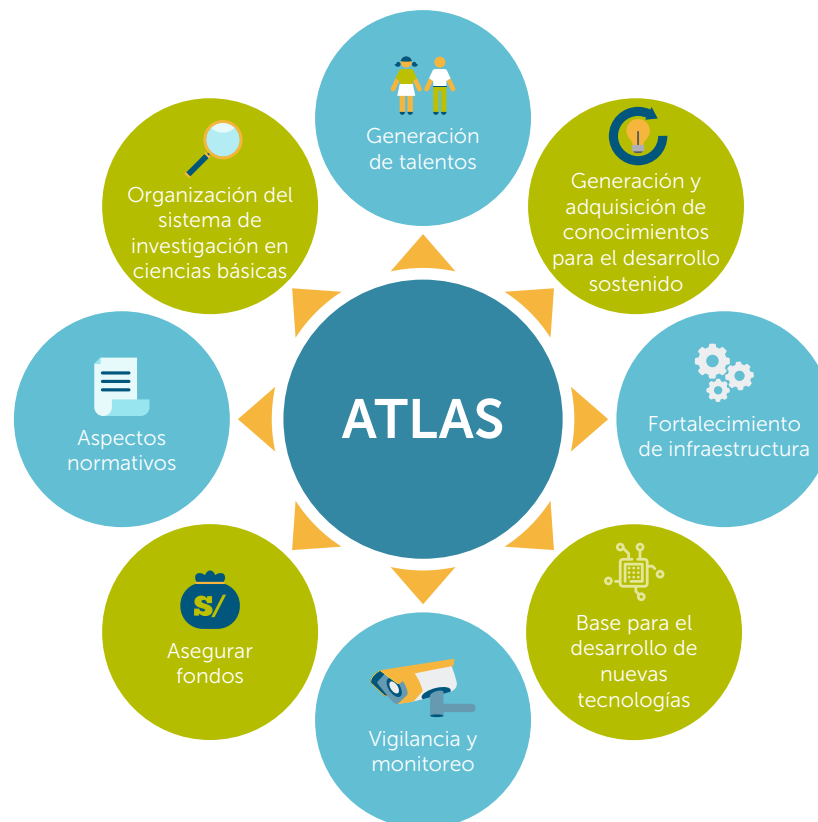 Generación
de talentos
Generación y
adquisición de
conocimientos
para el desarrollo
sostenido
Fortalecimiento
de infraestructura
Base para el
desarrollo de
nuevas
tecnologías
Vigilancia y
monitoreo
S/
Asegurar
fondos
Aspectos
normativos
Organización del
sistema de
investigación en
ciencias básicas
ATLAS